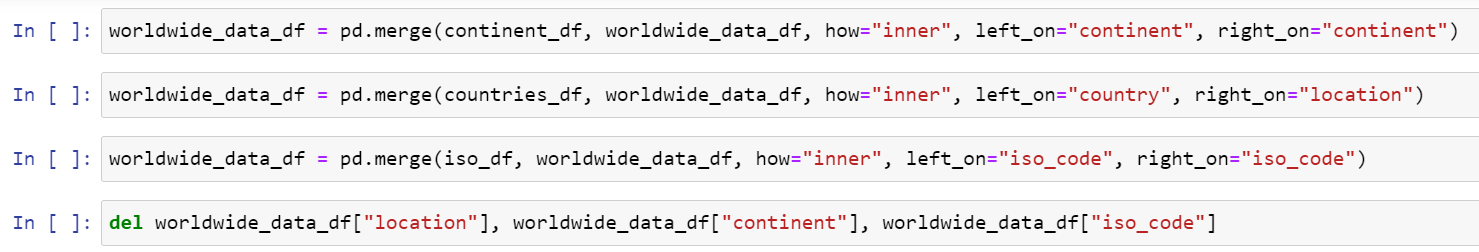 In [ ]: worldwide_data_df = pd.merge(continent_df, worldwide_data_df, how="inner", left_on="continent", right_on="continent")
In [ ]: worldwide_data_df = pd.merge(countries_df, worldwide_data_df, how="inner", left_on="country", right_on="location")
In [ ]: worldwide_data_df = pd.merge(iso_df, worldwide_data_df, how="inner", left_on="iso_code", right_on="iso_code")
In [ ]: del worldwide_data_df["location"], worldwide_data_df["continent"], worldwide_data_df["iso_code"]